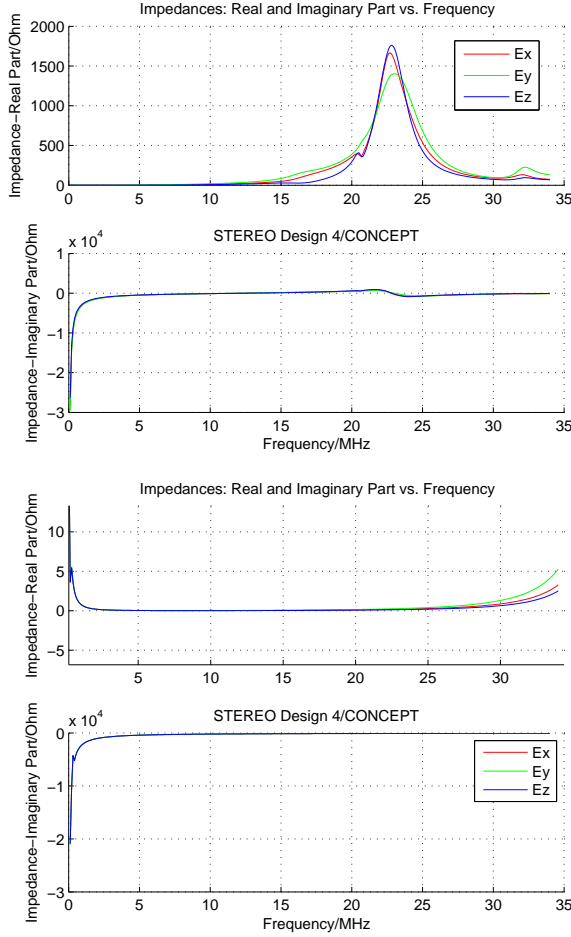 Impedances: Real and Imaginary Part vs. Frequency
Impedance−Real Part/Ohm
2000
1500
1000
500
0
Ex
Ey
Ez
0 5 10 15 20 25 30 35
STEREO Design 4/CONCEPT
x 10^4
Impedance−Imaginary Part/Ohm
1
0
−1
−2
−3
0 5 10 15 20 25 30 35
Frequency/MHz
Impedances: Real and Imaginary Part vs. Frequency
Impedance−Real Part/Ohm
10
5
0
−5
5 10 15 20 25 30
STEREO Design 4/CONCEPT
x 10^4
Impedance−Imaginary Part/Ohm
0
−1
−2
−3
Ex
Ey
Ez
0 5 10 15 20 25 30 35
Frequency/MHz